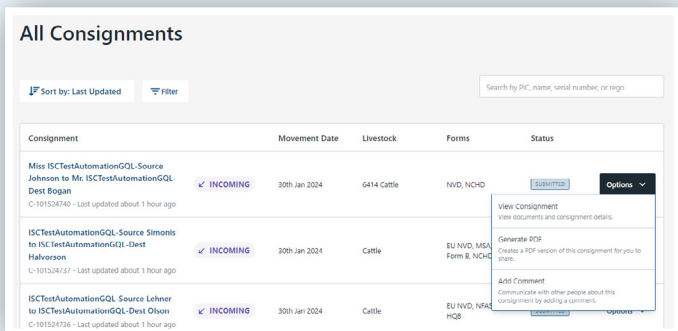 All Consignments
Sort by: Last Updated
Filter
Search by PIC, name, serial number, or rego.
Consignment Movement Date Livestock Forms Status
Miss ISCTestAutomationGQL-Source
Johnson to Mr. ISCTestAutomationGQL
Dest Bogan
C-101524740 - Last updated about 1 hour ago
INCOMING
30th Jan 2024
6414 Cattle
NVD, NCHD
SUBMITTED
Options
View Consignment
View documents and consignment details.
Generate PDF
Creates a PDF version of this consignment for you to
share.
Add Comment
Communicate with other people about this
consignment by adding a comment.
ISCTestAutomationGQL-Source Simonis
to ISCTestAutomationGQL-Dest
Halvorson
C-101524737 - Last updated about 1 hour ago
INCOMING
30th Jan 2024
Cattle
EU NVD, MSA,
Form B, NCHD
ISCTestAutomationGQL Source Lehner
to ISCTestAutomationGQL-Dest Olson
C-101524736 - Last updated about 1 hour ago
INCOMING
30th Jan 2024
Cattle
EU NVD, NFAS
HQB
SUBMITTED
Options